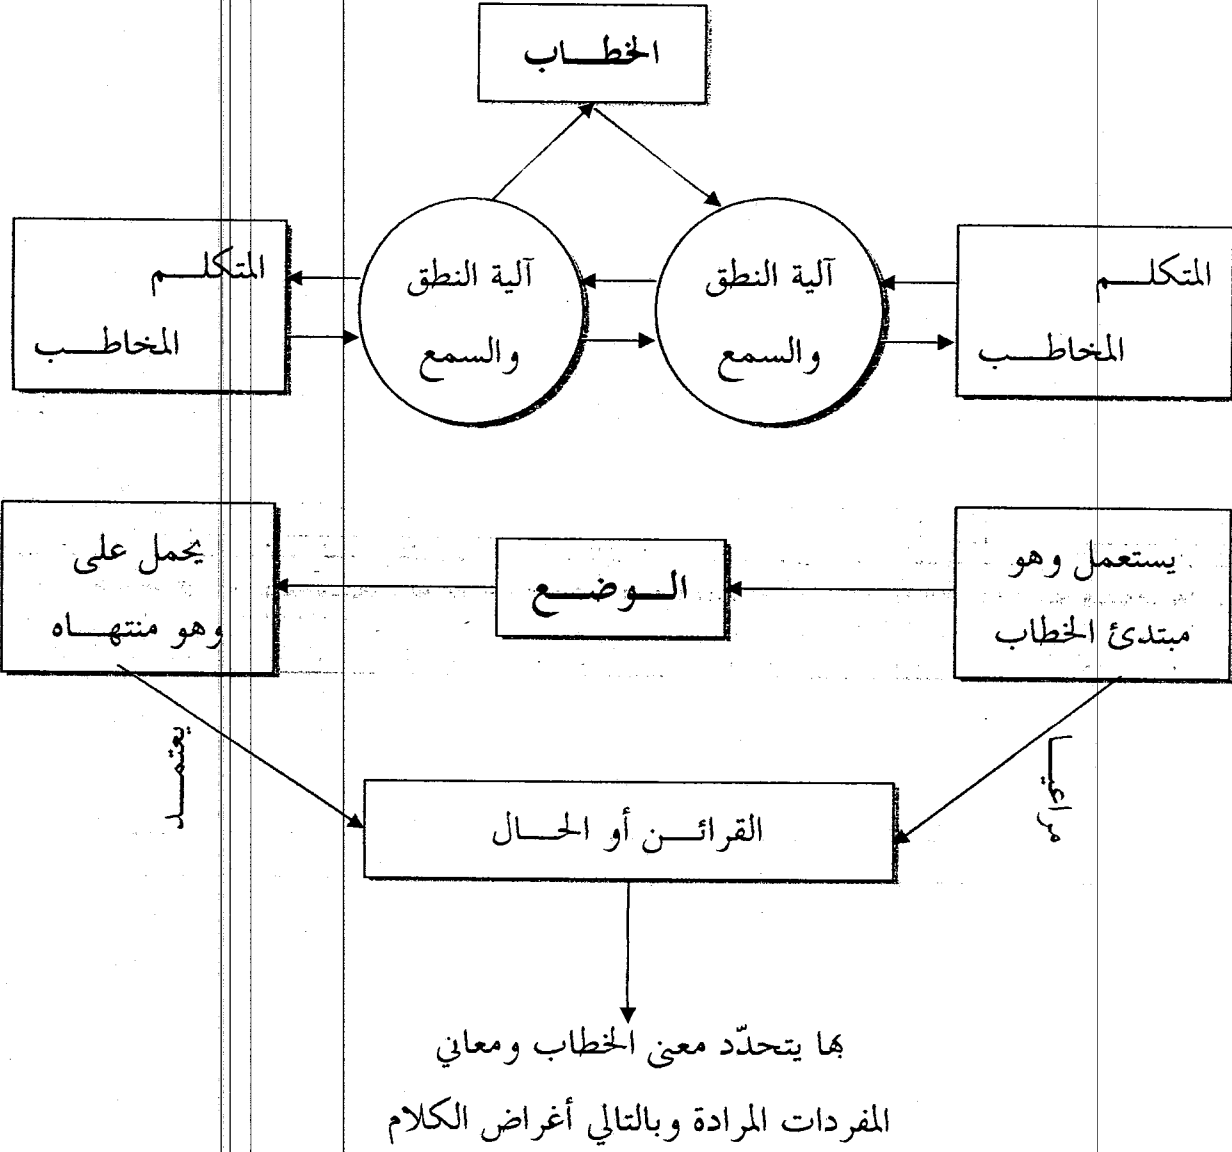 الخطاب
المتكلم
المخاطب
آلية النطق
والسمع
آلية النطق
والسمع
المتكلم
المخاطب
يستعمل وهو
مبتدئ الخطاب
الوضع
يحمل على
وهو منتهاه
مراعيا
يعتمد
القرائن أو الحال
بها يتحدّد معنى الخطاب ومعاني
المفردات المرادة وبالتالي أغراض الكلام